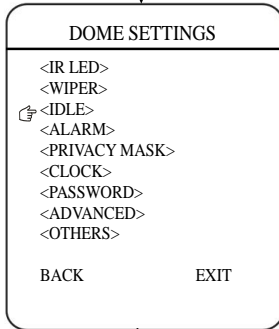 DOME SETTINGS
<IR LED>
<WIPER>
<IDLE>
<ALARM>
<PRIVACY MASK>
<CLOCK>
<PASSWORD>
<ADVANCED>
<OTHERS>
BACK EXIT